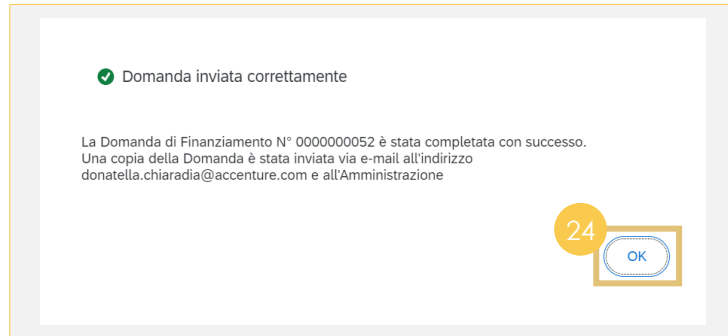 Domanda inviata correttamente
La Domanda di Finanziamento N° 0000000052 è stata completata con successo.
Una copia della Domanda è stata inviata via e-mail all'indirizzo
donatella.chiaradia@accenture.com e all'Amministrazione
24
OK